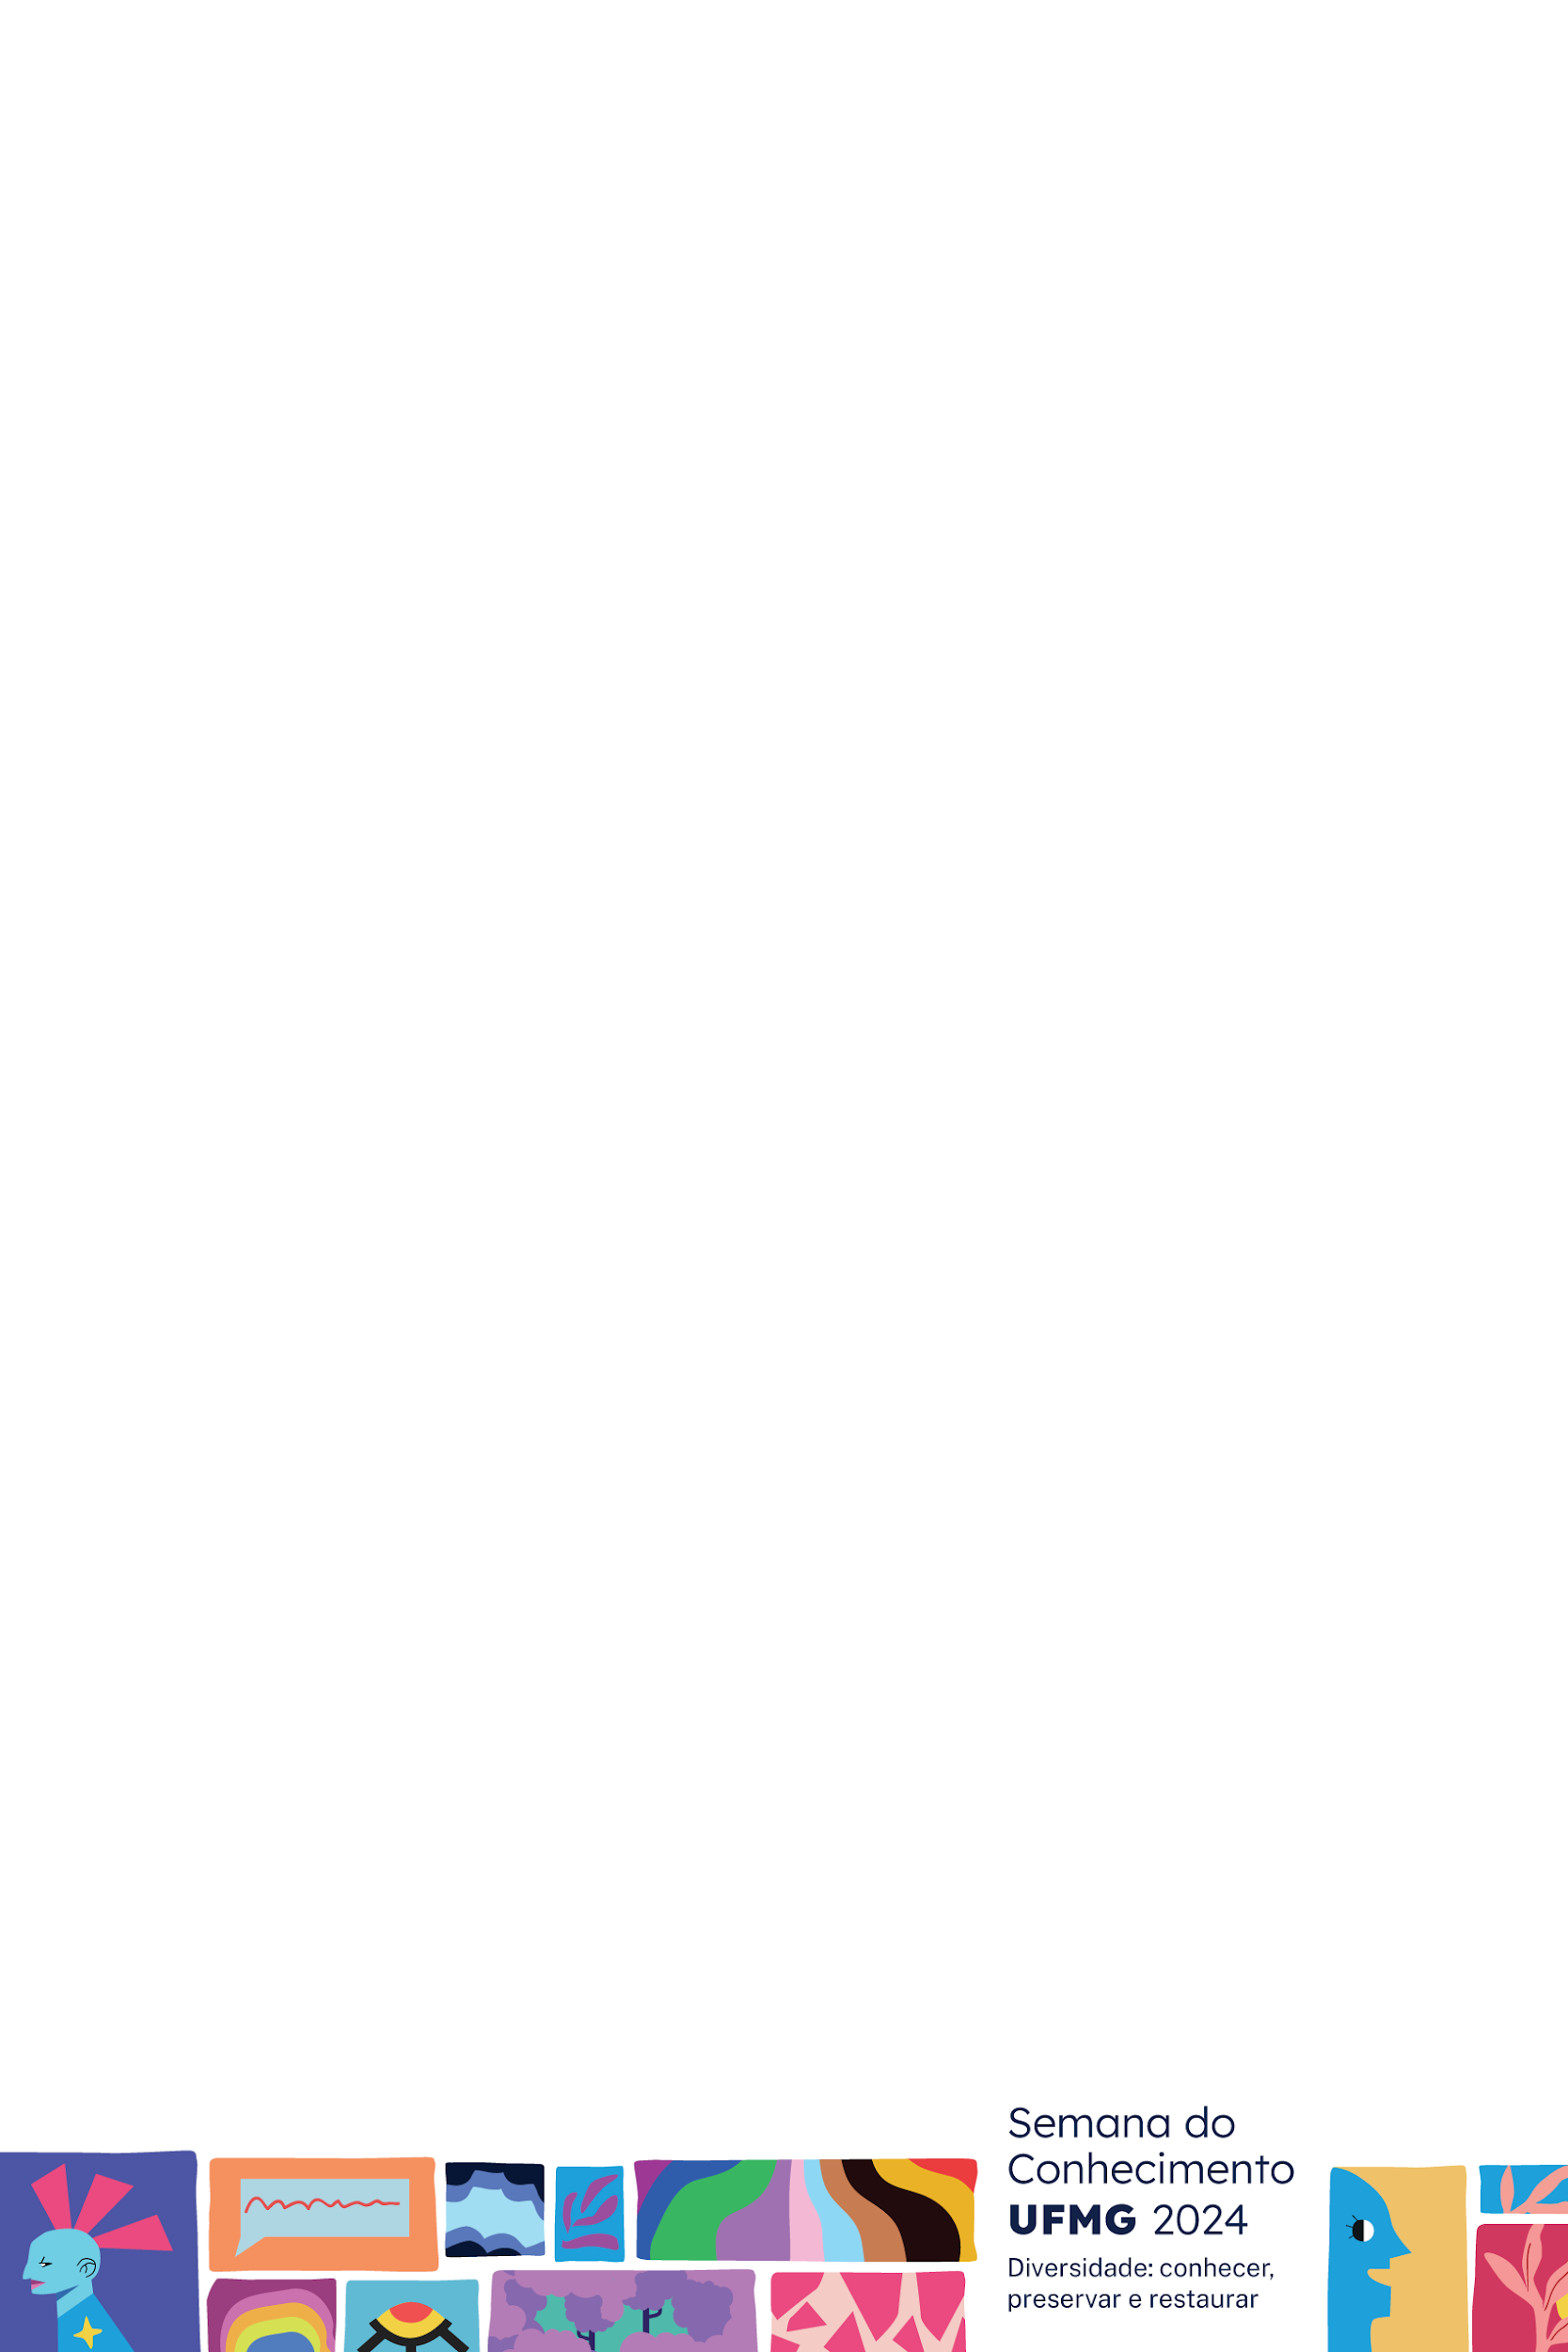 Semana do
Conhecimento
UFMG 2024
Diversidade: conhecer,
preservar e restaurar